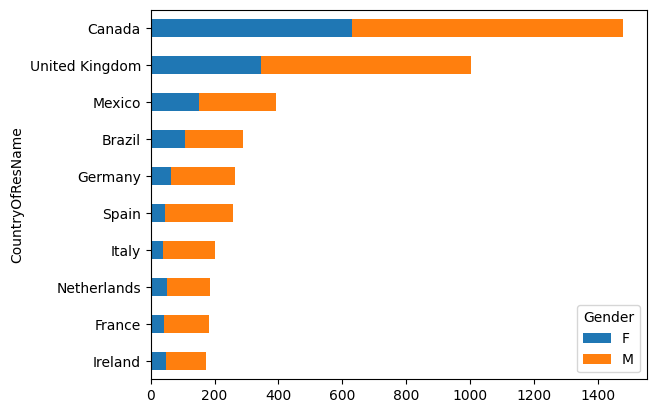 Canada
United Kingdom
Mexico
Brazil
Germany
Spain
Italy
Netherlands
France
Ireland
CountryOfResName
0 200 400 600 800 1000 1200 1400
Gender
F
M